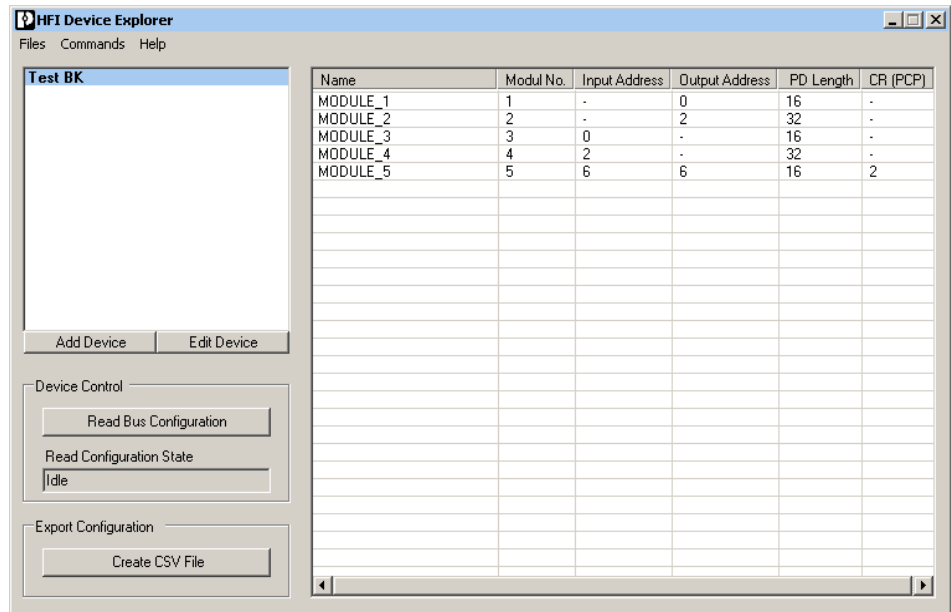 HFI Device Explorer
Files Commands Help
Test BK
Add Device Edit Device
Device Control
Read Bus Configuration
Read Configuration State
Idle
Export Configuration
Create CSV File
Name Modul No. Input Address Output Address PD Length CR (PCP)
MODULE_1 1 - 0 16 -
MODULE_2 2 - 2 32 -
MODULE_3 3 0 - 16 -
MODULE_4 4 2 - 32 -
MODULE_5 5 6 6 16 2